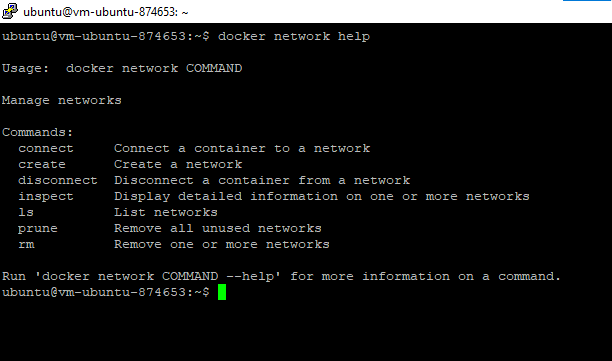 ubuntu@vm-ubuntu-874653: ~
ubuntu@vm-ubuntu-874653:~$ docker network help
Usage:  docker network COMMAND
Manage networks
Commands:
  connect     Connect a container to a network
  create      Create a network
  disconnect  Disconnect a container from a network
  inspect     Display detailed information on one or more networks
  ls          List networks
  prune       Remove all unused networks
  rm          Remove one or more networks
Run 'docker network COMMAND --help' for more information on a command.
ubuntu@vm-ubuntu-874653:~$